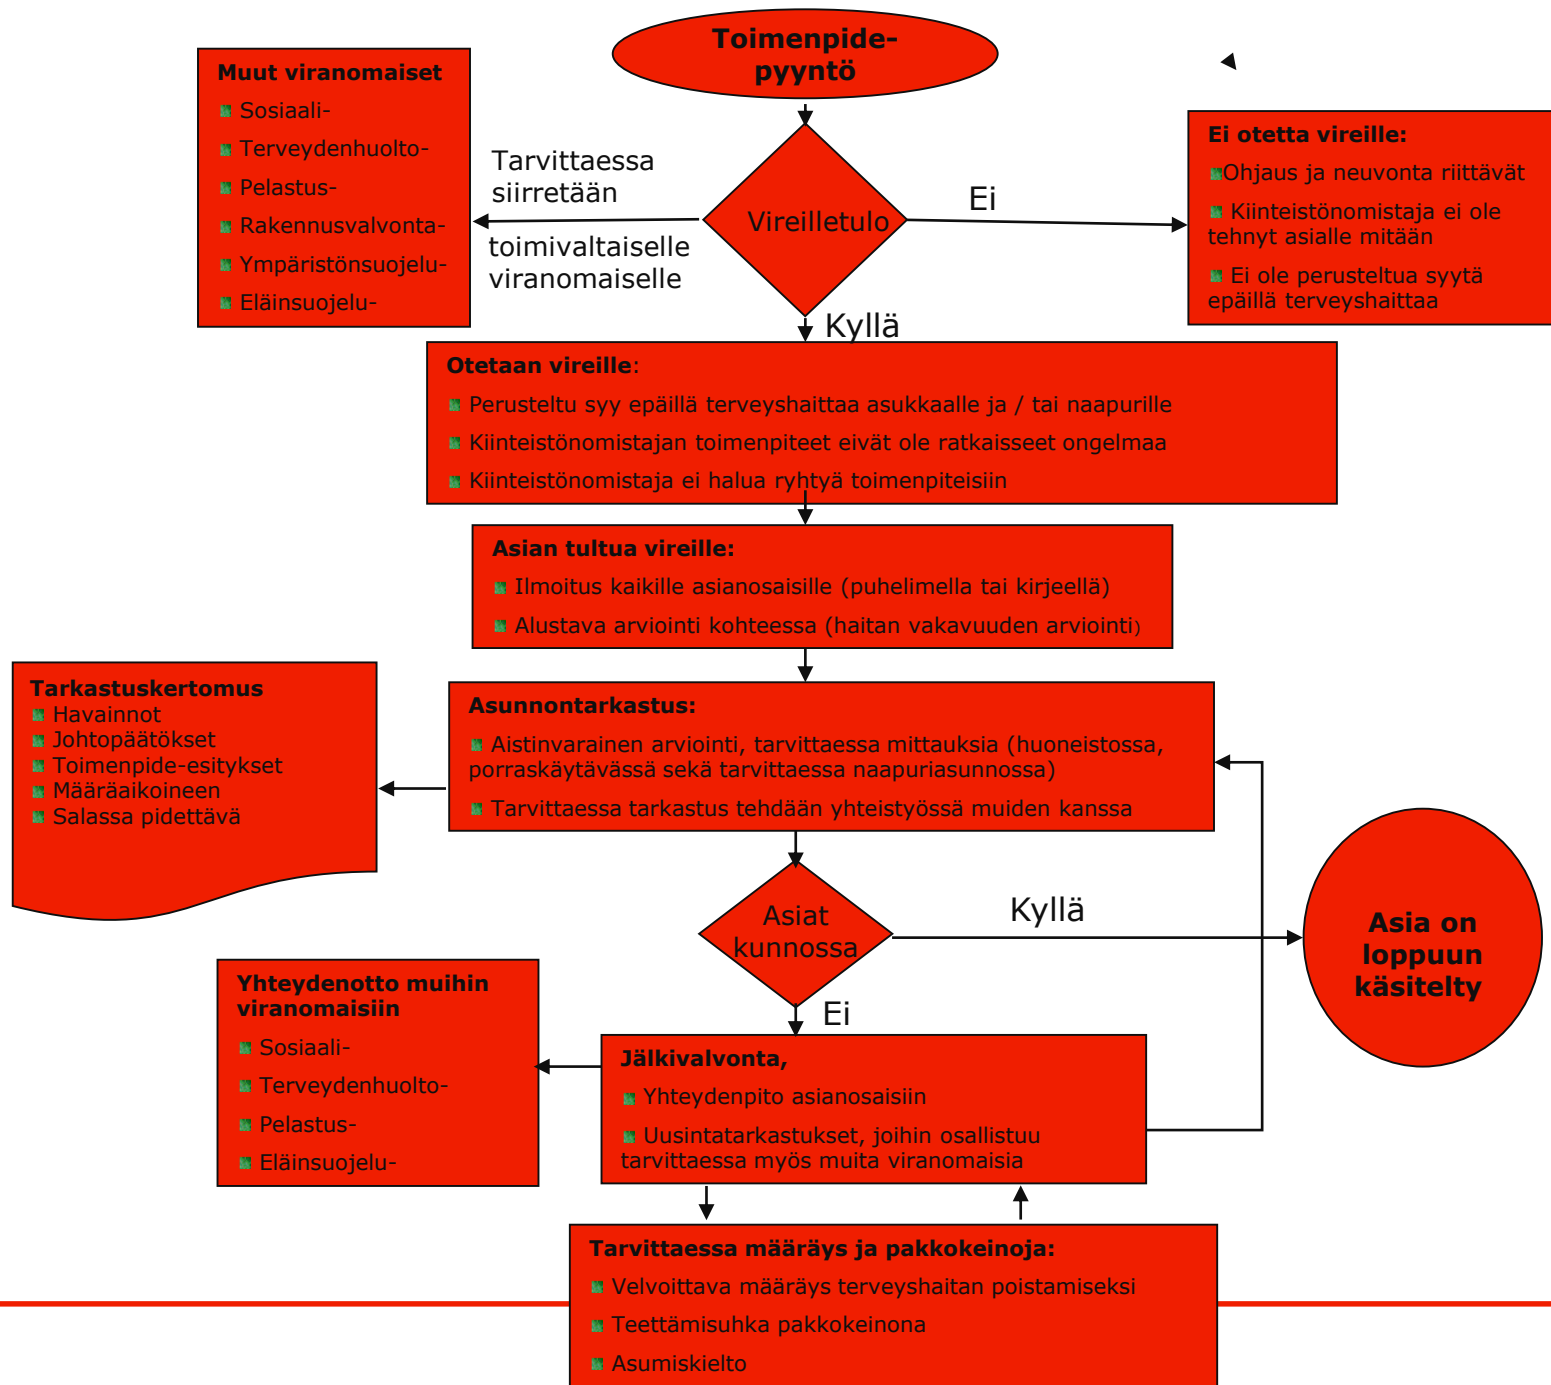 Toimenpide-
pyyntö
Muut viranomaiset
Sosiaali-
Terveydenhuolto-
Pelastus-
Rakennusvalvonta-
Ympäristönsuojelu-
Eläinsuojelu-
Tarvittaessa
siirretään
toimivaltaiselle
viranomaiselle
Vireilletulo
Ei
Ei otetta vireille:
Ohjaus ja neuvonta riittävät
Kiinteistönomistaja ei ole
tehnyt asialle mitään
Ei ole perusteltua syytä
epäillä terveyshaittaa
Kyllä
Otetaan vireille:
Perusteltu syy epäillä terveyshaittaa asukkaalle ja / tai naapurille
Kiinteistönomistajan toimenpiteet eivät ole ratkaisseet ongelmaa
Kiinteistönomistaja ei halua ryhtyä toimenpiteisiin
Asian tultua vireille:
Ilmoitus kaikille asianosaisille (puhelimella tai kirjeellä)
Alustava arviointi kohteessa (haitan vakavuuden arviointi)
Tarkastuskertomus
Havainnot
Johtopäätökset
Toimenpide-esitykset
Määräaikoineen
Salassa pidettävä
Asunnontarkastus:
Aistinvarainen arviointi, tarvittaessa mittauksia (huoneistossa,
porraskäytävässä sekä tarvittaessa naapuriasunnossa)
Tarvittaessa tarkastus tehdään yhteistyössä muiden kanssa
Asiat
kunnossa
Kyllä
Asia on
loppuun
käsitelty
Ei
Yhteydenotto muihin
viranomaisiin
Sosiaali-
Terveydenhuolto-
Pelastus-
Eläinsuojelu-
Jälkivalvonta,
Yhteydenpito asianosaisiin
Uusintatarkastukset, joihin osallistuu
tarvittaessa myös muita viranomaisia
Tarvittaessa määräys ja pakkokeinoja:
Velvoittava määräys terveyshaitan poistamiseksi
Teettämisuhka pakkokeinona
Asumiskielto